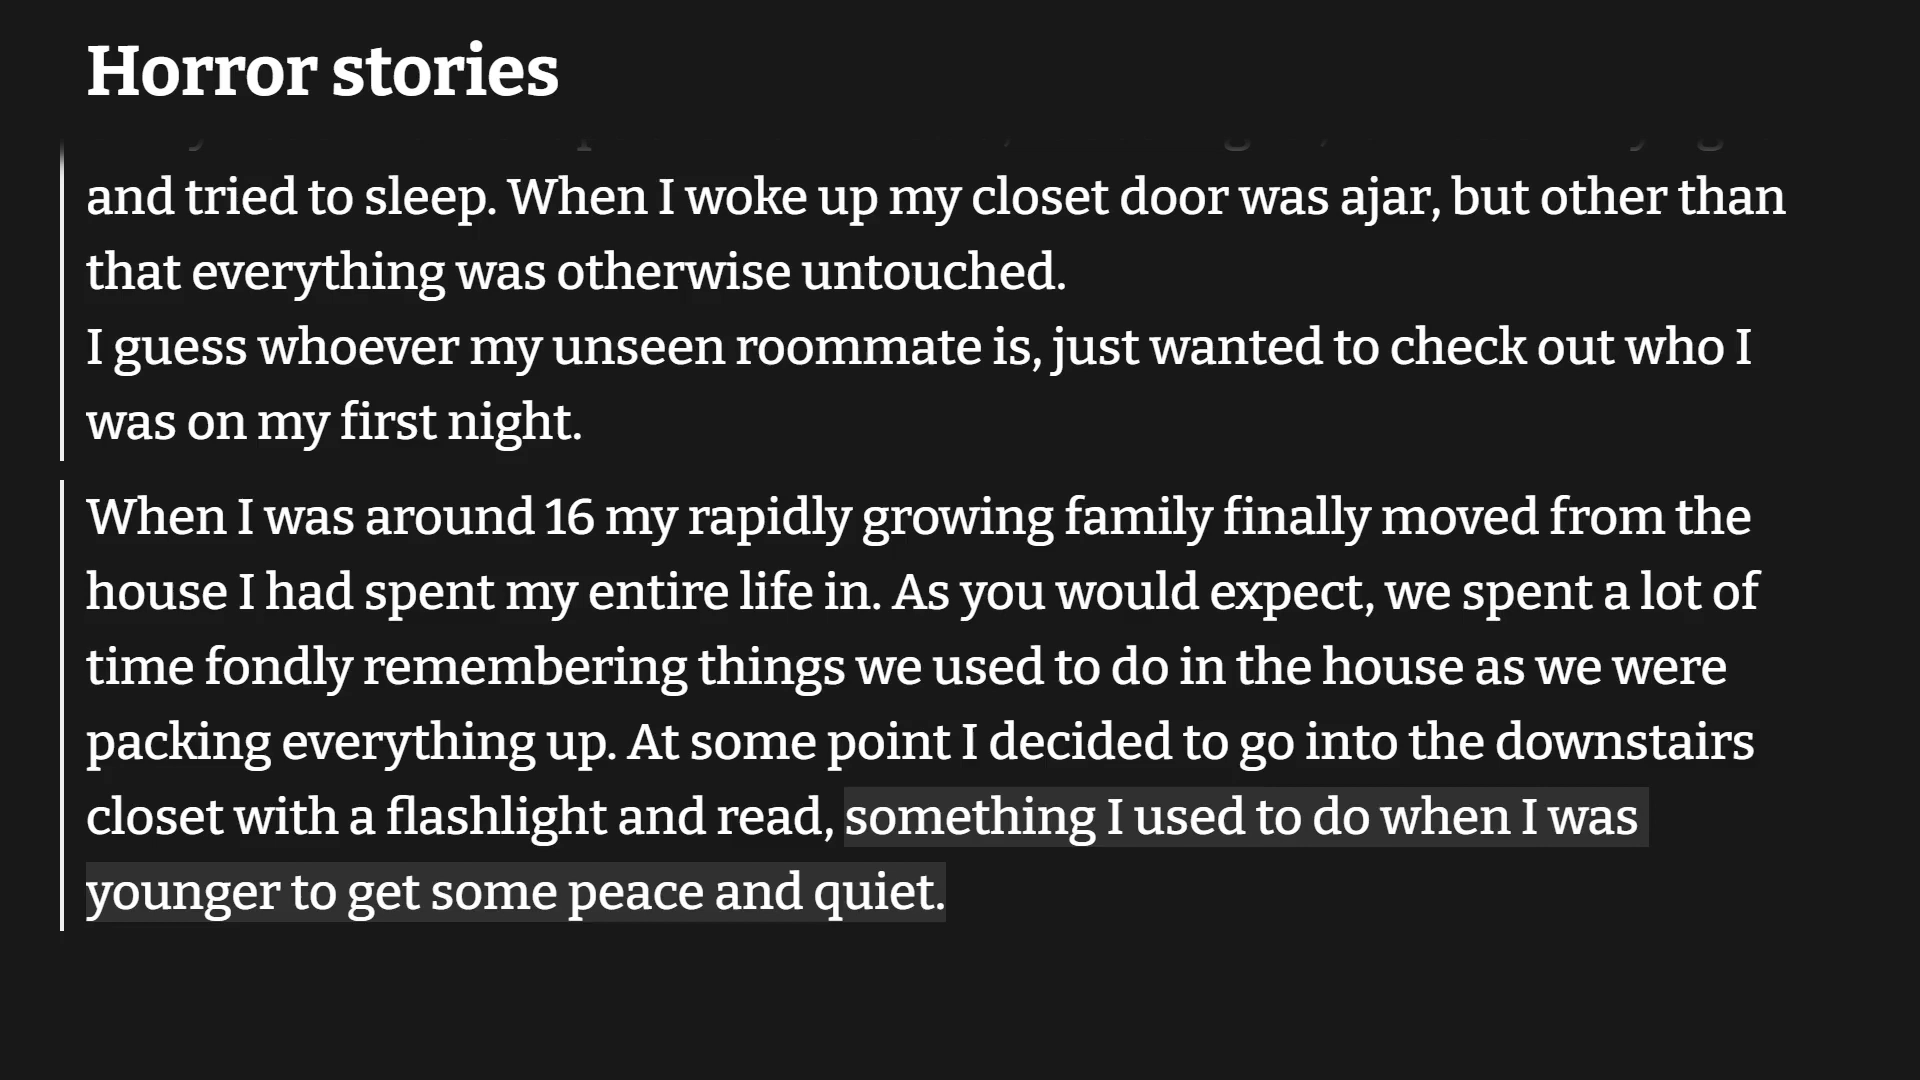 Horror stories
and tried to sleep. When I woke up my closet door was ajar, but other than
that everything was otherwise untouched.
I guess whoever my unseen roommate is, just wanted to check out who I
was on my first night.
When I was around 16 my rapidly growing family finally moved from the
house I had spent my entire life in. As you would expect, we spent a lot of
time fondly remembering things we used to do in the house as we were
packing everything up. At some point I decided to go into the downstairs
closet with a flashlight and read, something I used to do when I was
younger to get some peace and quiet.